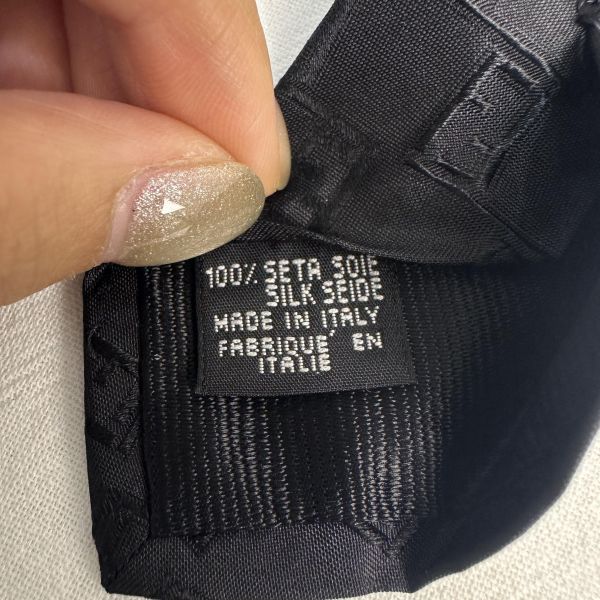 100% SETA SOIE
SILK SEIDE
MADE IN ITALY
FABRIQUE' EN
ITALIE